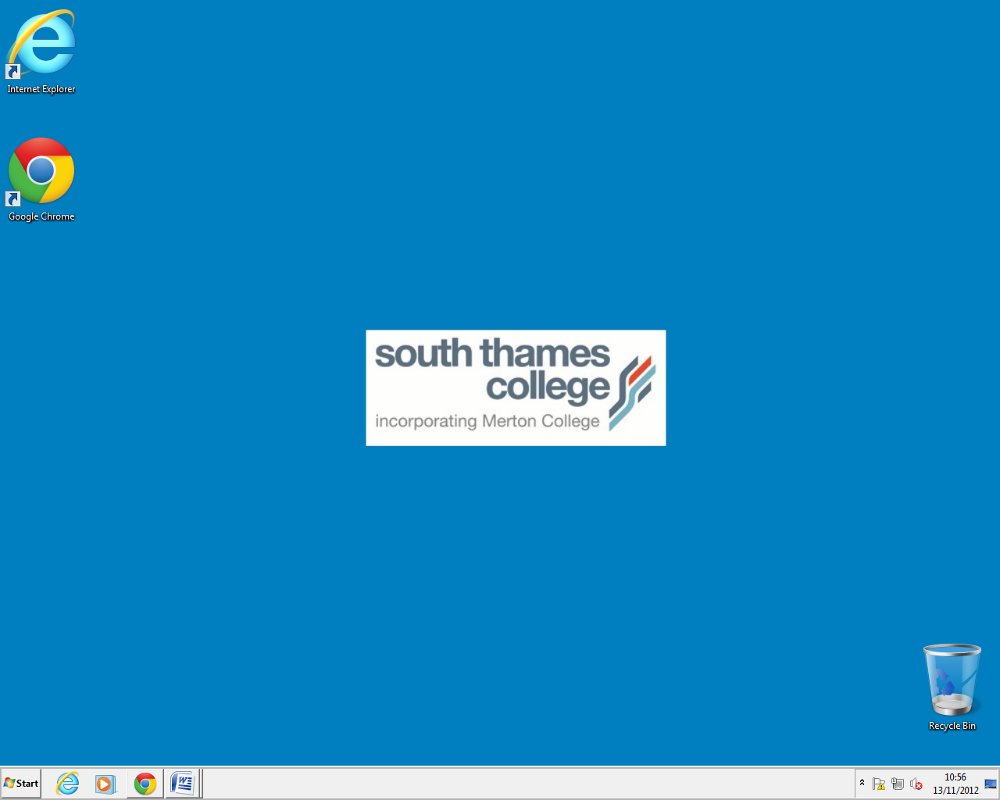 Internet Explorer
Google Chrome
south thames
college
incorporating Merton College
Recycle Bin
Start
10:56
13/11/2012